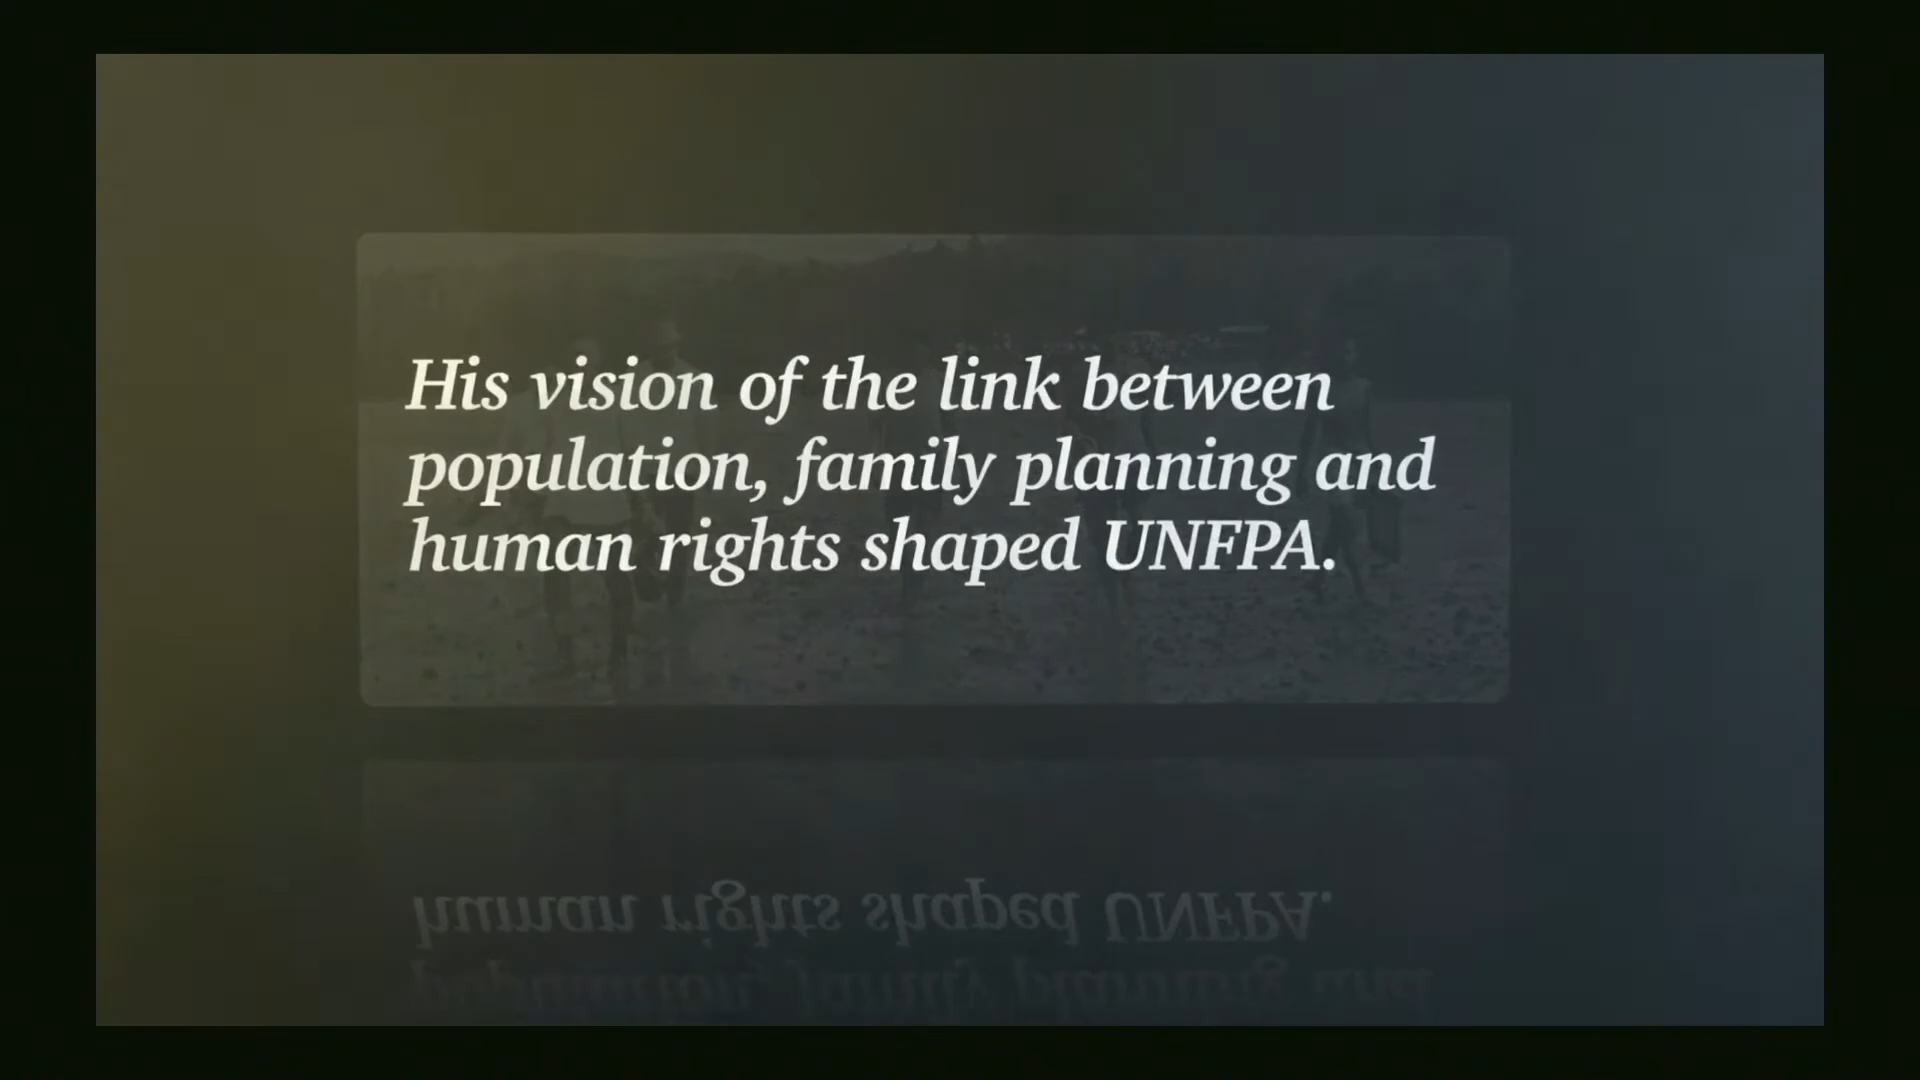 His vision of the link between
population, family planning and
human rights shaped UNFPA.